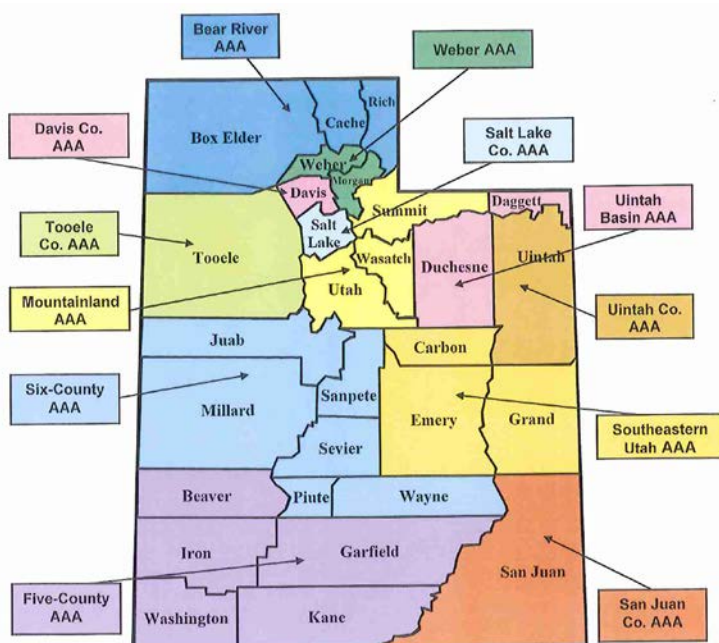 Bear River
AAA
Weber AAA
Rich
Cache
Box Elder
Davis Co.
AAA
Salt Lake
Co. AAA
Weber
Morgan
Davis
Summit
Daggett
Uintah
Basin AAA
Salt
Lake
Tooele
Co. AAA
Tooele
Wasatch
Duchesne
Uintah
Mountainland
AAA
Utah
Uintah Co.
AAA
Juab
Carbon
Six-County
AAA
Sanpete
Millard
Emery
Grand
Southeastern
Utah AAA
Sevier
Beaver
Piute
Wayne
Iron
Garfield
San Juan
Five-County
AAA
Washington
Kane
San Juan
Co. AAA